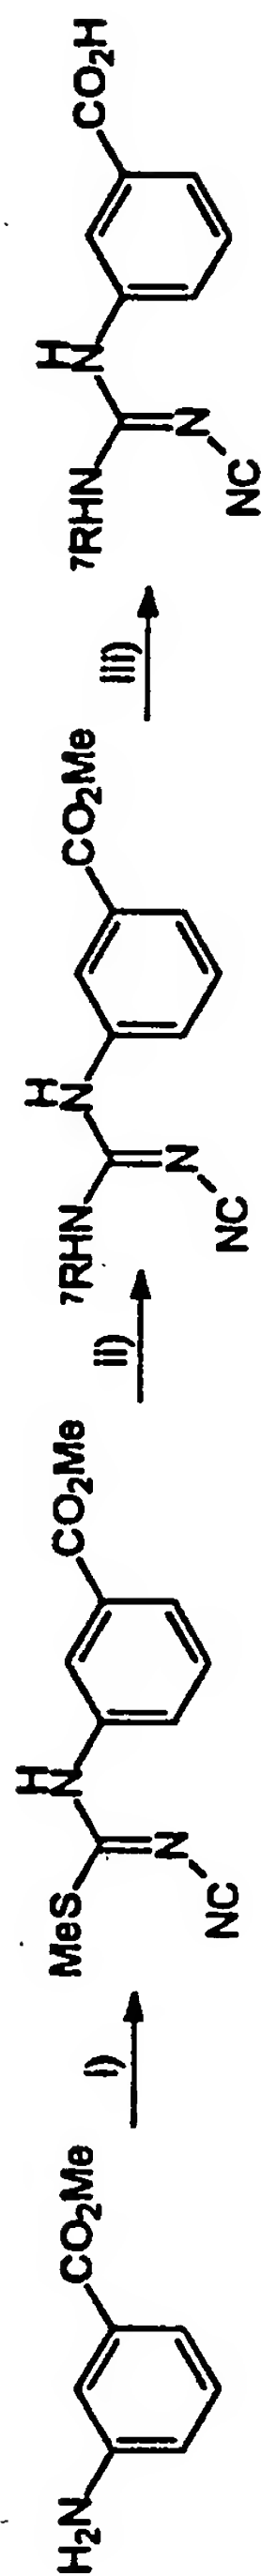 H₂N
CO₂Me
i)
MeS
H
N
N
NC
CO₂Me
ii)
⁷RHN
H
N
N
NC
CO₂Me
iii)
⁷RHN
H
N
N
NC
CO₂H